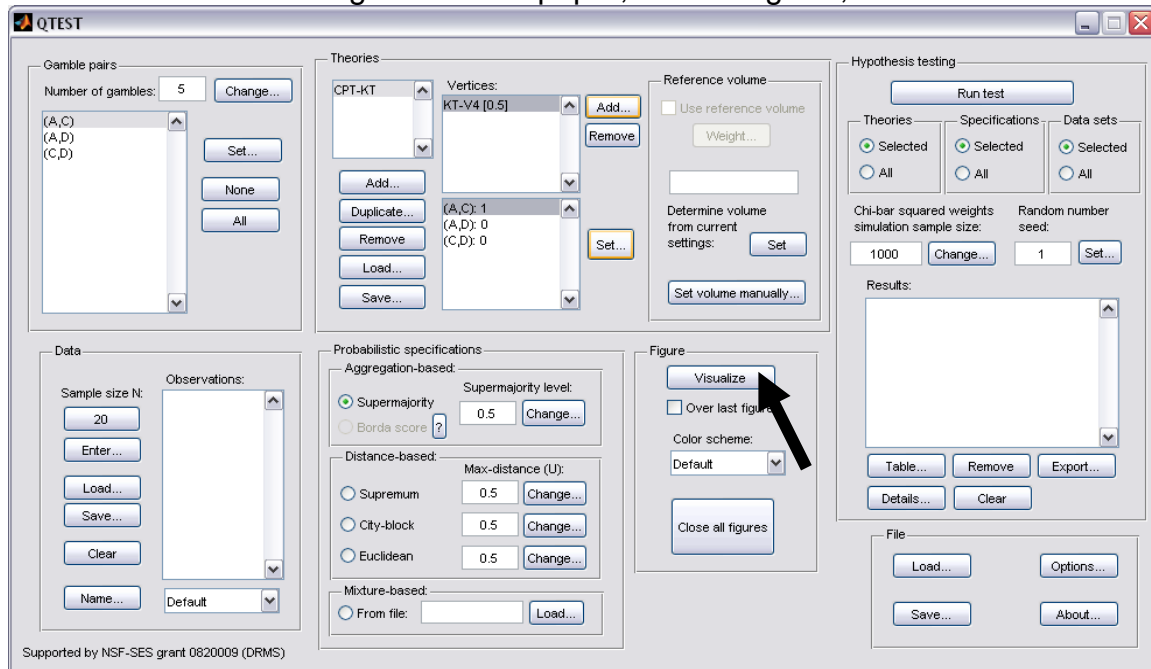 QTEST
Gamble pairs
Number of gambles: 5 Change...
(A,C)
(A,D)
(C,D)
Set...
None
All
Theories
CPT-KT
Add...
Duplicate...
Remove
Load...
Save...
Vertices:
KT-V4 [0.5]
Add...
Remove
(A,C): 1
(A,D): 0
(C,D): 0
Set...
Reference volume
Use reference volume
Weight...
Determine volume
from current
settings: Set
Set volume manually...
Hypothesis testing
Run test
Theories
Selected
All
Specifications
Selected
All
Data sets
Selected
All
Chi-bar squared weights
simulation sample size:
1000 Change...
Random number
seed:
1 Set...
Results:
Table... Remove Export...
Details... Clear
Data
Sample size N:
20
Enter...
Load...
Save...
Clear
Name...
Observations:
Default
Probabilistic specifications
Aggregation-based:
Supermajority level:
Supermajority 0.5 Change...
Borda score ?
Distance-based:
Max-distance (U):
Supremum 0.5 Change...
City-block 0.5 Change...
Euclidean 0.5 Change...
Mixture-based:
From file: Load...
Figure
Visualize
Over last figure
Color scheme:
Default
Close all figures
File
Load... Options...
Save... About...
Supported by NSF-SES grant 0820009 (DRMS)